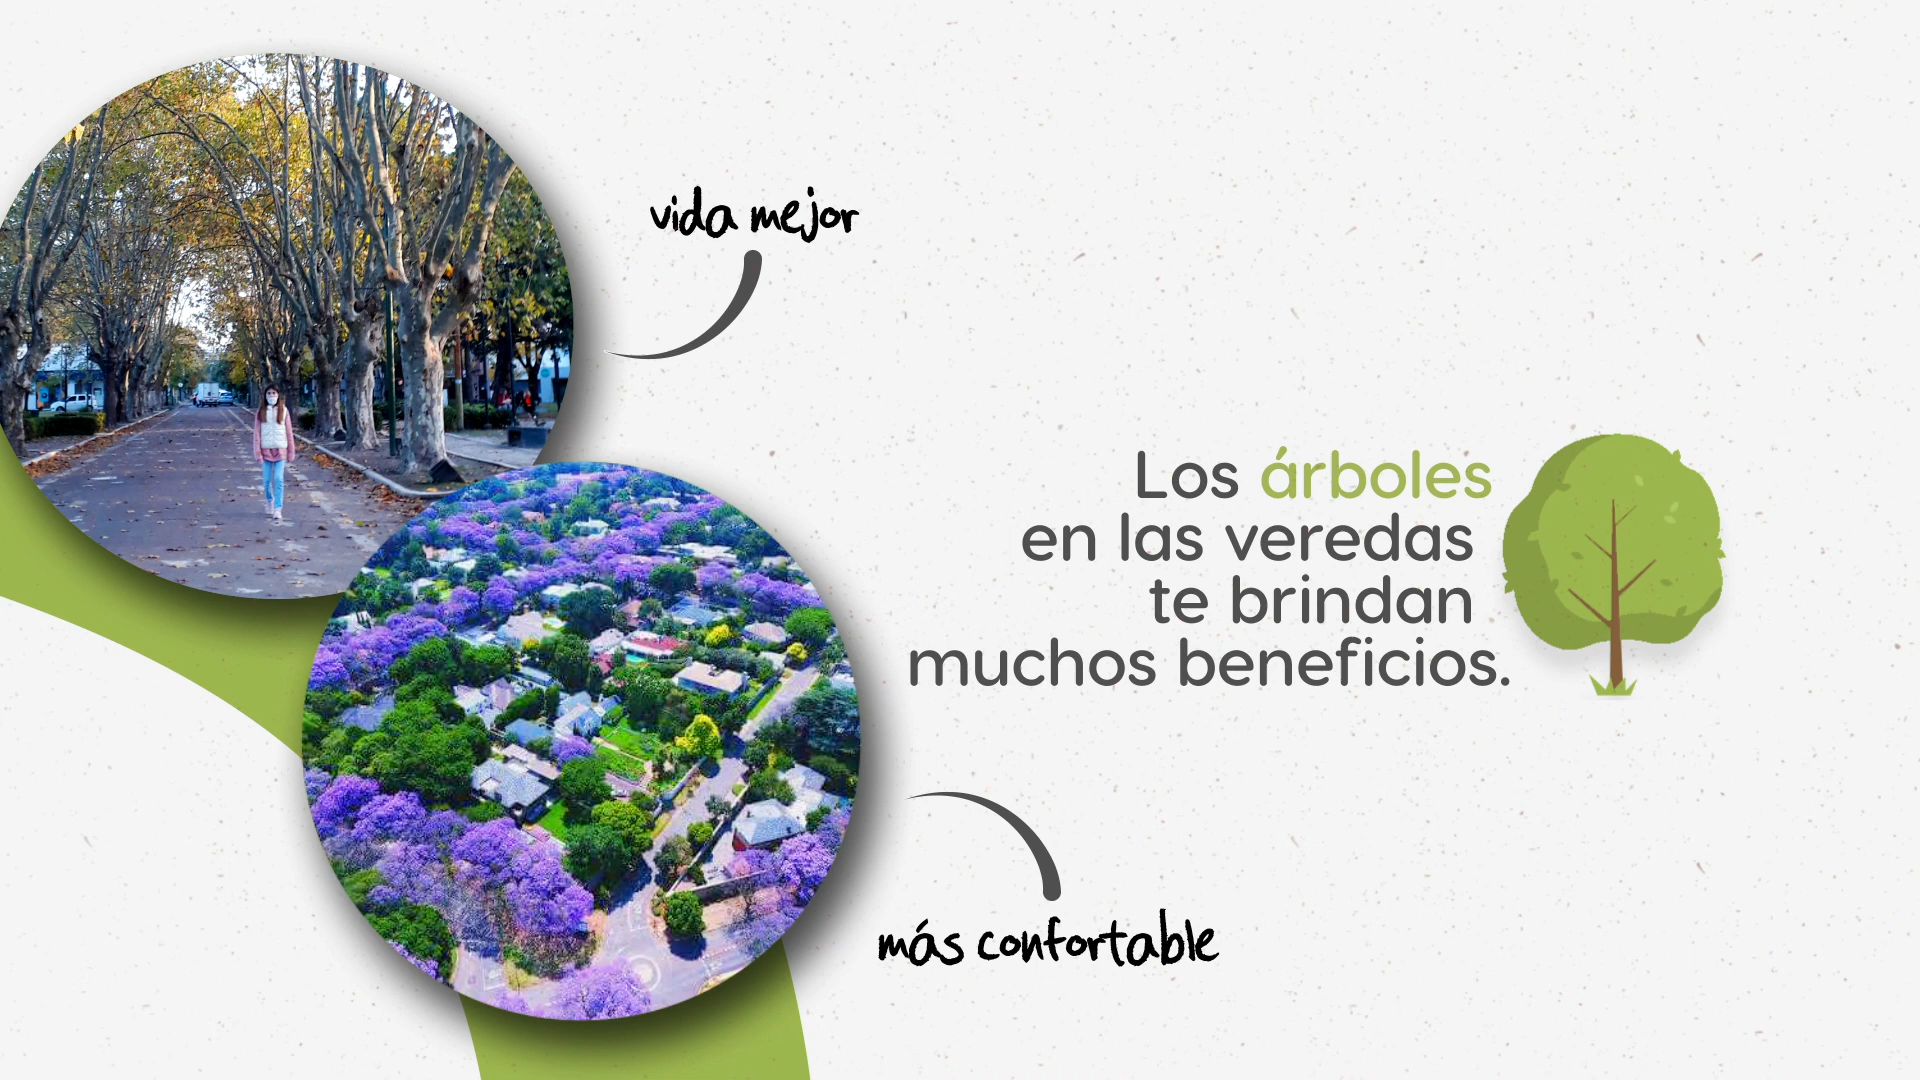 vida mejor
Los árboles
en las veredas
te brindan
muchos beneficios.
más confortable